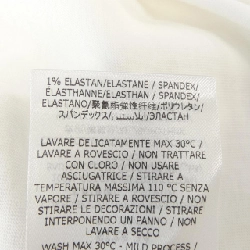 1% ELASTAN/ELASTANE / SPANDEX/
ELASTHANNE/ELASTHAN / SPANDEX/
ELASTANO/聚氨酯弹性纤维/ポリウレタン/
スパンデックス/ЭЛАСТАН
LAVARE DELICATAMENTE MAX 30°C /
LAVARE A ROVESCIO / NON TRATTARE
CON CLORO / NON USARE
ASCIUGATRICE / STIRARE A
TEMPERATURA MASSIMA 110 °C SENZA
VAPORE / STIRARE A ROVESCIO / NON
STIRARE LE DECORAZIONI / STIRARE
INTERPONENDO UN PANNO / NON
LAVARE A SECCO
WASH MAX 30°C - MILD PROCESS /